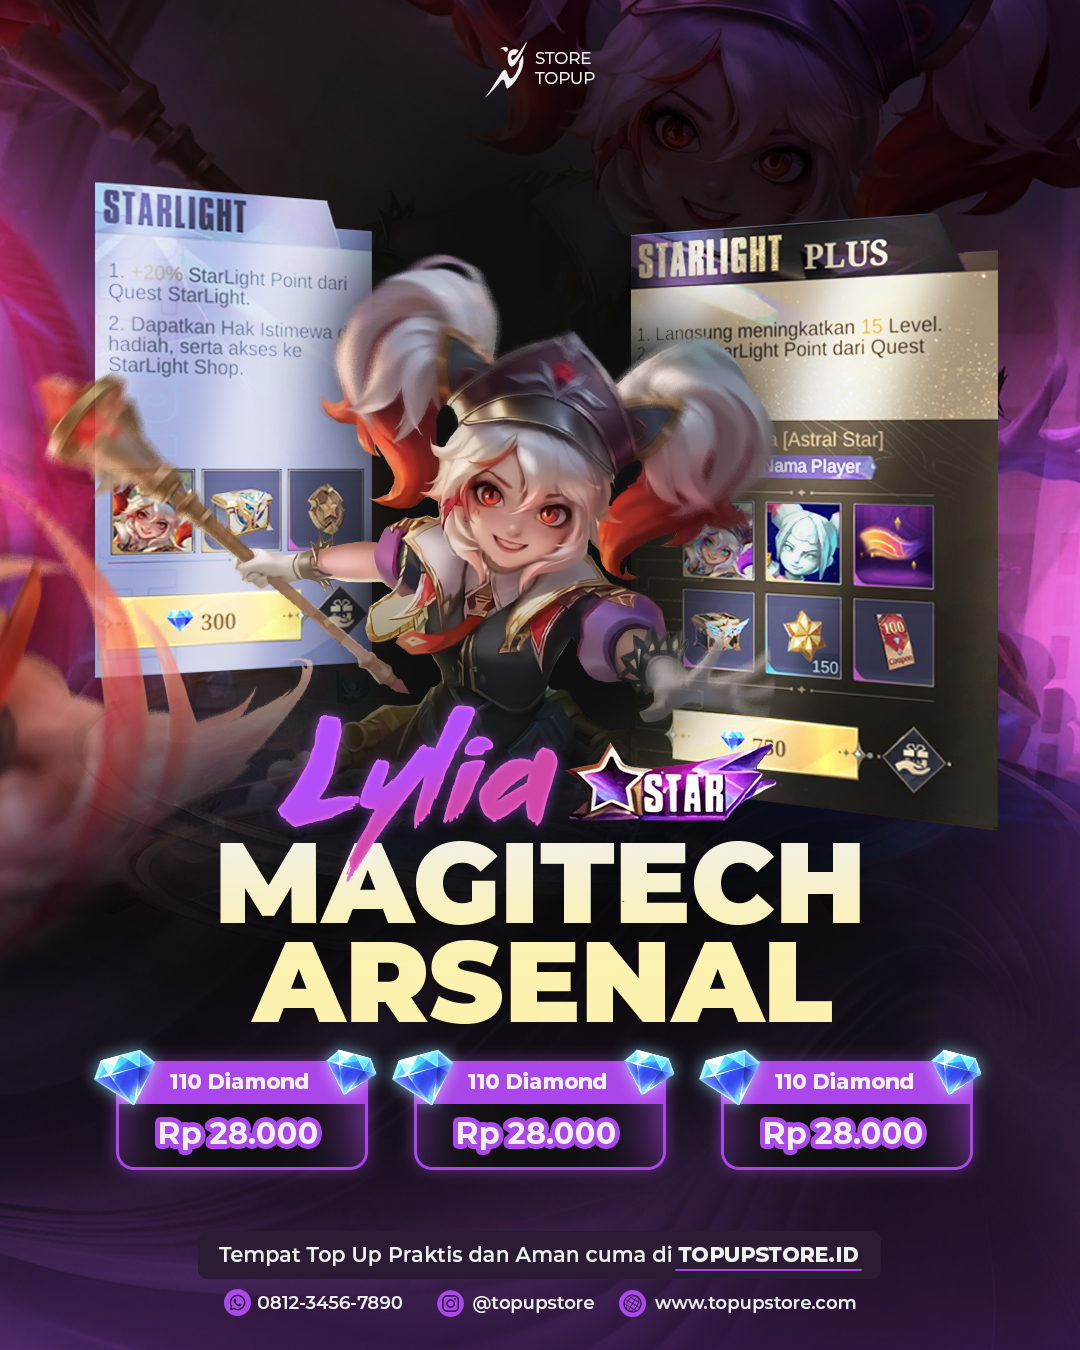 STORE
TOPUP
STARLIGHT
1. +20% StarLight Point dari
Quest StarLight.
2. Dapatkan Hak Istimewa
hadiah, serta akses ke
StarLight Shop.
300
STARLIGHT PLUS
1. Langsung meningkatkan 15 Level.
Point dari Quest
[Astral Star]
Nama Player
150
100
Coupon
Lylia
STAR
MAGITECH
ARSENAL
110 Diamond
Rp 28.000
110 Diamond
Rp 28.000
110 Diamond
Rp 28.000
Tempat Top Up Praktis dan Aman cuma di TOPUPSTORE.ID
0812-3456-7890
@topupstore
www.topupstore.com